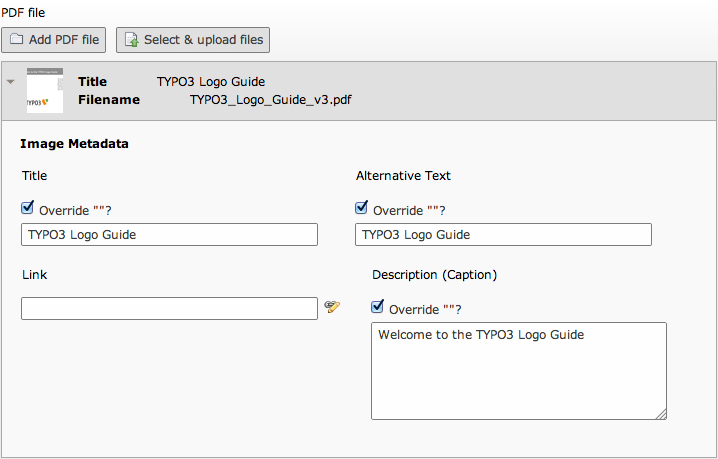 PDF file
Add PDF file
Select & upload files
Title TYPO3 Logo Guide
Filename TYPO3_Logo_Guide_v3.pdf
TYPO3
Image Metadata
Title Alternative Text
Override ""? Override ""?
TYPO3 Logo Guide TYPO3 Logo Guide
Link Description (Caption)
Override ""?
Welcome to the TYPO3 Logo Guide